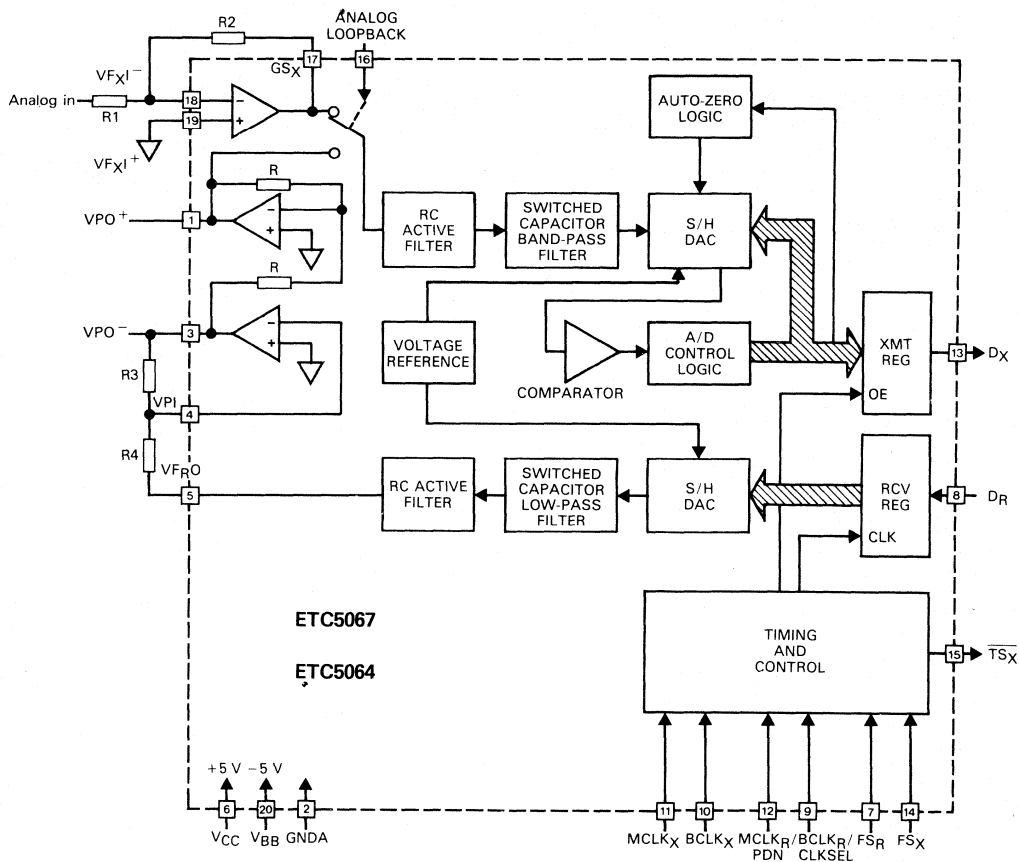 R2
ANALOG
LOOPBACK
17
16
GSX
VFXI−
Analog in
R1
18
−
19
+
VFXI+
AUTO-ZERO
LOGIC
R
VPO+
1
−
+
RC
ACTIVE
FILTER
SWITCHED
CAPACITOR
BAND-PASS
FILTER
S/H
DAC
R
VPO−
3
−
+
VOLTAGE
REFERENCE
COMPARATOR
A/D
CONTROL
LOGIC
XMT
REG
OE
13
DX
R3
VPI
4
R4
VFRO
5
RC ACTIVE
FILTER
SWITCHED
CAPACITOR
LOW-PASS
FILTER
S/H
DAC
RCV
REG
CLK
8
DR
ETC5067
ETC5064
TIMING
AND
CONTROL
15
TSX
+5 V
−5 V
6
20
2
VCC
VBB
GNDA
11
10
12
9
7
14
MCLKX
BCLKX
MCLKR/
PDN
BCLKR/
CLKSEL
FSR
FSX